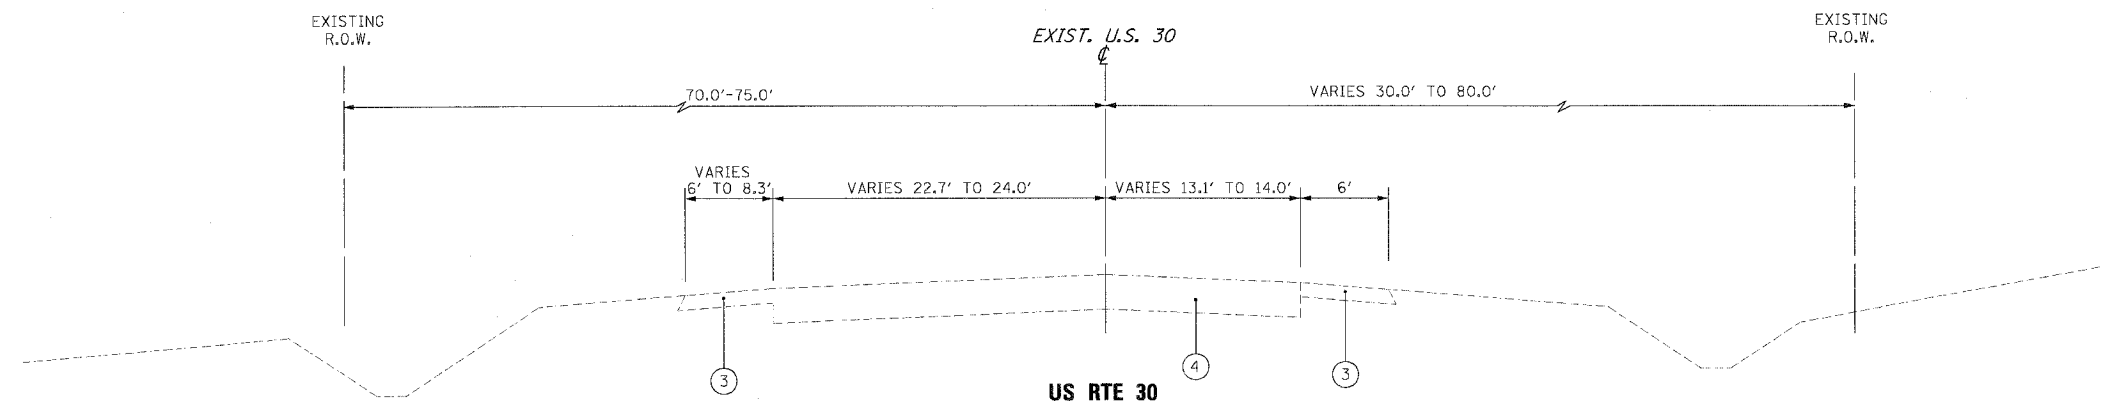 EXISTING
R.O.W.
EXIST. U.S. 30
℄
EXISTING
R.O.W.
70.0'-75.0'
VARIES 30.0' TO 80.0'
VARIES
6' TO 8.3'
VARIES 22.7' TO 24.0'
VARIES 13.1' TO 14.0'
6'
3
4
3
US RTE 30